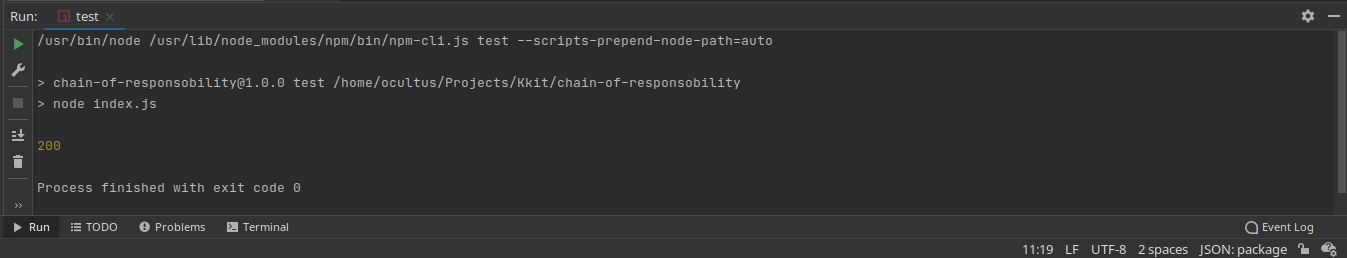 Run: test
/usr/bin/node /usr/lib/node_modules/npm/bin/npm-cli.js test --scripts-prepend-node-path=auto
> chain-of-responsobility@1.0.0 test /home/ocultus/Projects/Kkit/chain-of-responsobility
> node index.js
200
Process finished with exit code 0
Run TODO Problems Terminal Event Log
11:19 LF UTF-8 2 spaces JSON: package